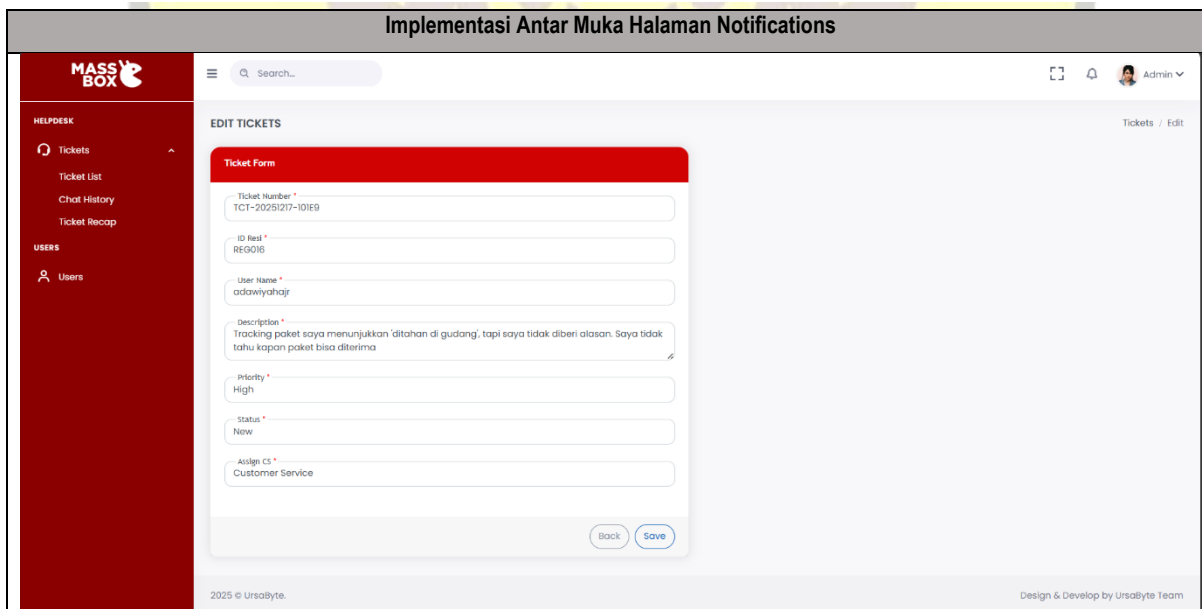 Implementasi Antar Muka Halaman Notifications
MASS
BOX
Search...
Admin
HELPDESK
Tickets
Ticket List
Chat History
Ticket Recap
USERS
Users
EDIT TICKETS
Tickets / Edit
Ticket Form
Ticket Number *
TCT-20251217-101E9
ID Resi *
REG016
User Name *
adawiyahajr
Description *
Tracking paket saya menunjukkan 'ditahan di gudang', tapi saya tidak diberi alasan. Saya tidak
tahu kapan paket bisa diterima
Priority *
High
Status *
New
Assign CS *
Customer Service
Back
Save
2025 © UrsaByte.
Design & Develop by UrsaByte Team